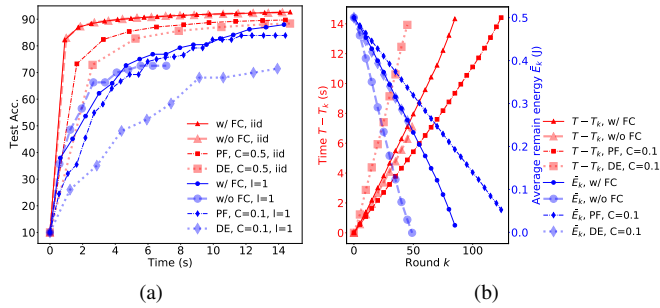 90
80
70
60
50
40
30
20
10
Test Acc.
w/ FC, iid
w/o FC, iid
PF, C=0.5, iid
DE, C=0.5, iid
w/ FC, l=1
w/o FC, l=1
PF, C=0.1, l=1
DE, C=0.1, l=1
0 2 4 6 8 10 12 14
Time (s)
(a)
14
12
10
8
6
4
2
0
Time T − T_k (s)
0.5
0.4
0.3
0.2
0.1
0.0
Average remain energy Ē_k (J)
0 25 50 75 100 125
Round k
T − T_k, w/ FC
T − T_k, w/o FC
T − T_k, PF, C=0.1
T − T_k, DE, C=0.1
Ē_k, w/ FC
Ē_k, w/o FC
Ē_k, PF, C=0.1
Ē_k, DE, C=0.1
(b)